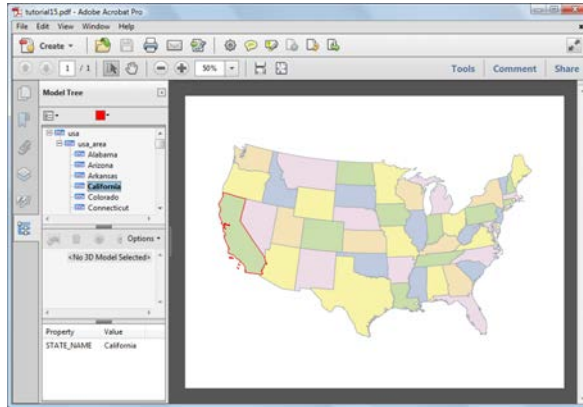 tutorial15.pdf - Adobe Acrobat Pro
File Edit View Window Help
Create
1 / 1 50% Tools Comment Share
Model Tree
usa
usa_area
Alabama
Arizona
Arkansas
California
Colorado
Connecticut
Options
<No 3D Model Selected>
Property Value
STATE_NAME California